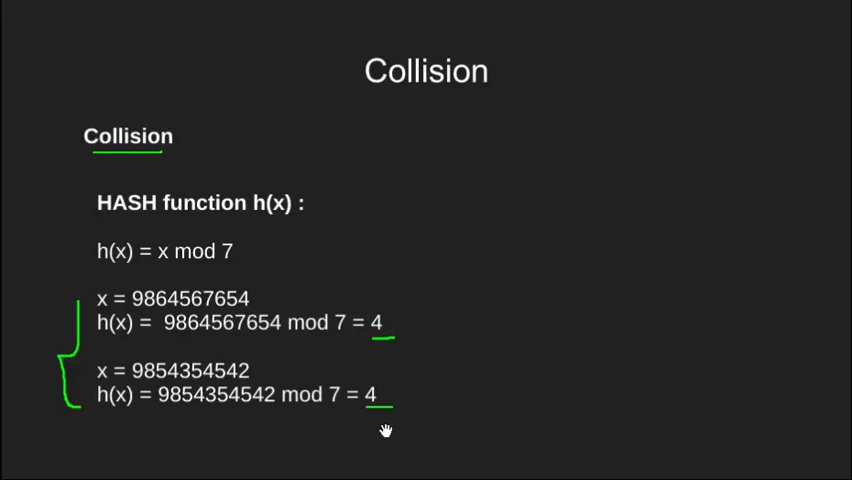 Collision
Collision
HASH function h(x) :
h(x) = x mod 7
x = 9864567654
h(x) =  9864567654 mod 7 = 4
x = 9854354542
h(x) = 9854354542 mod 7 = 4